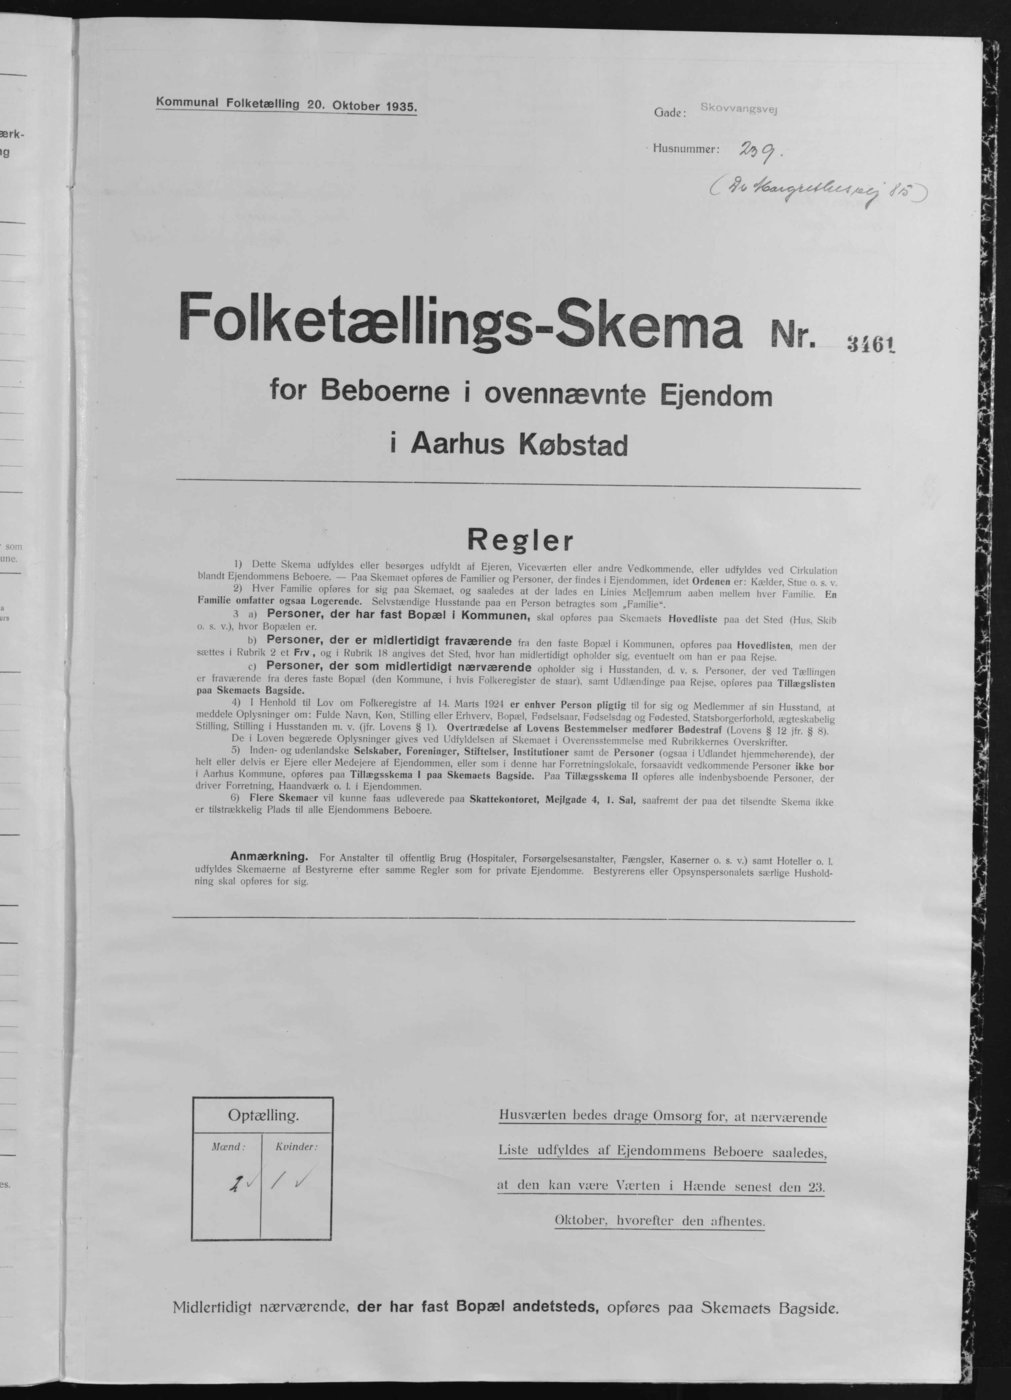 Kommunal Folketælling 20. Oktober 1935.
Gade: Skovvangsvej
Husnummer: 239.
(Do Margrethesvej 85)
Folketællings-Skema Nr. 3461
for Beboerne i ovennævnte Ejendom
i Aarhus Købstad
Regler
1) Dette Skema udfyldes eller besørges udfyldt af Ejeren, Viceværten eller andre Vedkommende, eller udfyldes ved Cirkulation
blandt Ejendommens Beboere. — Paa Skemaet opføres de Familier og Personer, der findes i Ejendommen, idet Ordenen er: Kælder, Stue o. s. v.
2) Hver Familie opføres for sig paa Skemaet, og saaledes at der lades en Linies Mellemrum aaben mellem hver Familie. En
Familie omfatter ogsaa Logerende. Selvstændige Husstande paa en Person betragtes som „Familie“.
3 a) Personer, der har fast Bopæl i Kommunen, skal opføres paa Skemaets Hovedliste paa det Sted (Hus, Skib
o. s. v.), hvor Bopælen er.
b) Personer, der er midlertidigt fraværende fra den faste Bopæl i Kommunen, opføres paa Hovedlisten, men der
sættes i Rubrik 2 et Frv., og i Rubrik 18 angives det Sted, hvor han midlertidigt opholder sig, eventuelt om han er paa Rejse.
c) Personer, der som midlertidigt nærværende opholder sig i Husstanden, d. v. s. Personer, der ved Tællingen
er fraværende fra deres faste Bopæl (den Kommune, i hvis Folkeregister de staar), samt Udlændinge paa Rejse, opføres paa Tillægslisten
paa Skemaets Bagside.
4) I Henhold til Lov om Folkeregistre af 14. Marts 1924 er enhver Person pligtig til for sig og Medlemmer af sin Husstand, at
meddele Oplysninger om: Fulde Navn, Køn, Stilling eller Erhverv, Bopæl, Fødselsaar, Fødselsdag og Fødested, Statsborgerforhold, ægteskabelig
Stilling, Stilling i Husstanden m. v. (jfr. Lovens § 1). Overtrædelse af Lovens Bestemmelser medfører Bødestraf (Lovens § 12 jfr. § 8).
De i Loven begærede Oplysninger gives ved Udfyldelsen af Skemaet i Overensstemmelse med Rubrikkernes Overskrifter.
5) Inden- og udenlandske Selskaber, Foreninger, Stiftelser, Institutioner samt de Personer (ogsaa i Udlandet hjemmehørende), der
helt eller delvis er Ejere eller Medejere af Ejendommen, eller som i denne har Forretningslokale, forsaavidt vedkommende Personer ikke bor
i Aarhus Kommune, opføres paa Tillægsskema I paa Skemaets Bagside. Paa Tillægsskema II opføres alle indenbysboende Personer, der
driver Forretning, Haandværk o. l. i Ejendommen.
6) Flere Skemaer vil kunne faas udleverede paa Skattekontoret, Mejlgade 4, 1. Sal, saafremt der paa det tilsendte Skema ikke
er tilstrækkelig Plads til alle Ejendommens Beboere.
Anmærkning. For Anstalter til offentlig Brug (Hospitaler, Forsørgelsesanstalter, Fængsler, Kaserner o. s. v.) samt Hoteller o. l.
udfyldes Skemaerne af Bestyrerne efter samme Regler som for private Ejendomme. Bestyrerens eller Opsynspersonalets særlige Hushold-
ning skal opføres for sig.
Optælling.
Mænd: Kvinder:
2 1
Husværten bedes drage Omsorg for, at nærværende
Liste udfyldes af Ejendommens Beboere saaledes,
at den kan være Værten i Hænde senest den 23.
Oktober, hvorefter den afhentes.
Midlertidigt nærværende, der har fast Bopæl andetsteds, opføres paa Skemaets Bagside.